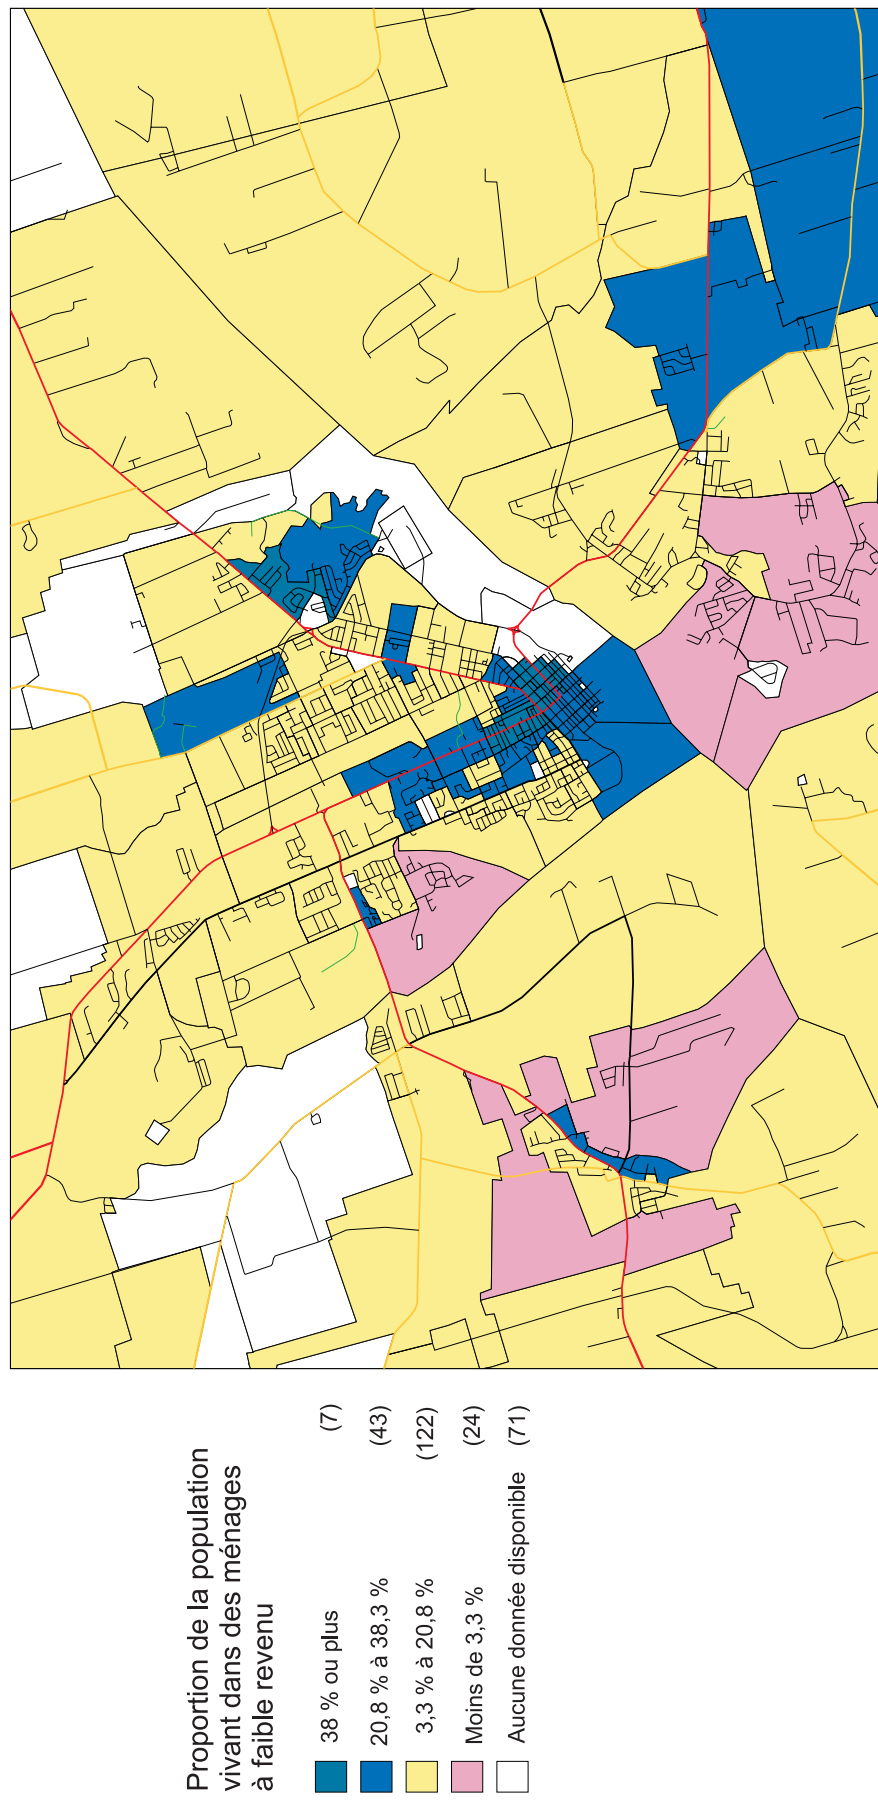 Proportion de la population
vivant dans des ménages
à faible revenu
38 % ou plus (7)
20,8 % à 38,3 % (43)
3,3 % à 20,8 % (122)
Moins de 3,3 % (24)
Aucune donnée disponible (71)